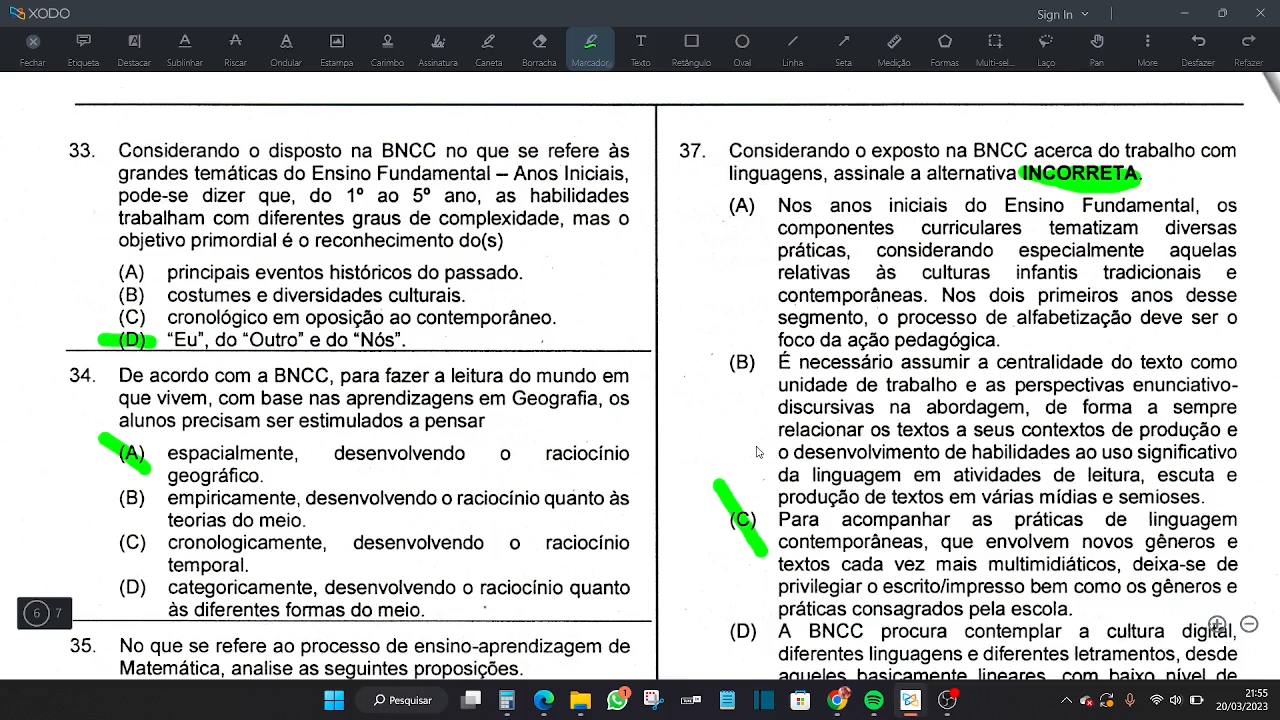 XODO
Sign In
Fechar Etiqueta Destacar Sublinhar Riscar Ondular Estampa Carimbo Assinatura Caneta Borracha Marcador Texto Retângulo Oval Linha Seta Medição Formas Multi-sel... Laço Pan More Desfazer Refazer
33. Considerando o disposto na BNCC no que se refere às
grandes temáticas do Ensino Fundamental – Anos Iniciais,
pode-se dizer que, do 1º ao 5º ano, as habilidades
trabalham com diferentes graus de complexidade, mas o
objetivo primordial é o reconhecimento do(s)
(A) principais eventos históricos do passado.
(B) costumes e diversidades culturais.
(C) cronológico em oposição ao contemporâneo.
(D) “Eu”, do “Outro” e do “Nós”.
34. De acordo com a BNCC, para fazer a leitura do mundo em
que vivem, com base nas aprendizagens em Geografia, os
alunos precisam ser estimulados a pensar
(A) espacialmente, desenvolvendo o raciocínio
geográfico.
(B) empiricamente, desenvolvendo o raciocínio quanto às
teorias do meio.
(C) cronologicamente, desenvolvendo o raciocínio
temporal.
(D) categoricamente, desenvolvendo o raciocínio quanto
às diferentes formas do meio.
35. No que se refere ao processo de ensino-aprendizagem de
Matemática, analise as seguintes proposições.
37. Considerando o exposto na BNCC acerca do trabalho com
linguagens, assinale a alternativa INCORRETA.
(A) Nos anos iniciais do Ensino Fundamental, os
componentes curriculares tematizam diversas
práticas, considerando especialmente aquelas
relativas às culturas infantis tradicionais e
contemporâneas. Nos dois primeiros anos desse
segmento, o processo de alfabetização deve ser o
foco da ação pedagógica.
(B) É necessário assumir a centralidade do texto como
unidade de trabalho e as perspectivas enunciativo-
discursivas na abordagem, de forma a sempre
relacionar os textos a seus contextos de produção e
o desenvolvimento de habilidades ao uso significativo
da linguagem em atividades de leitura, escuta e
produção de textos em várias mídias e semioses.
(C) Para acompanhar as práticas de linguagem
contemporâneas, que envolvem novos gêneros e
textos cada vez mais multimidiáticos, deixa-se de
privilegiar o escrito/impresso bem como os gêneros e
práticas consagrados pela escola.
(D) A BNCC procura contemplar a cultura digital,
diferentes linguagens e diferentes letramentos, desde
aqueles basicamente lineares, com baixo nível de
6 7
Pesquisar
1
21:55
20/03/2023